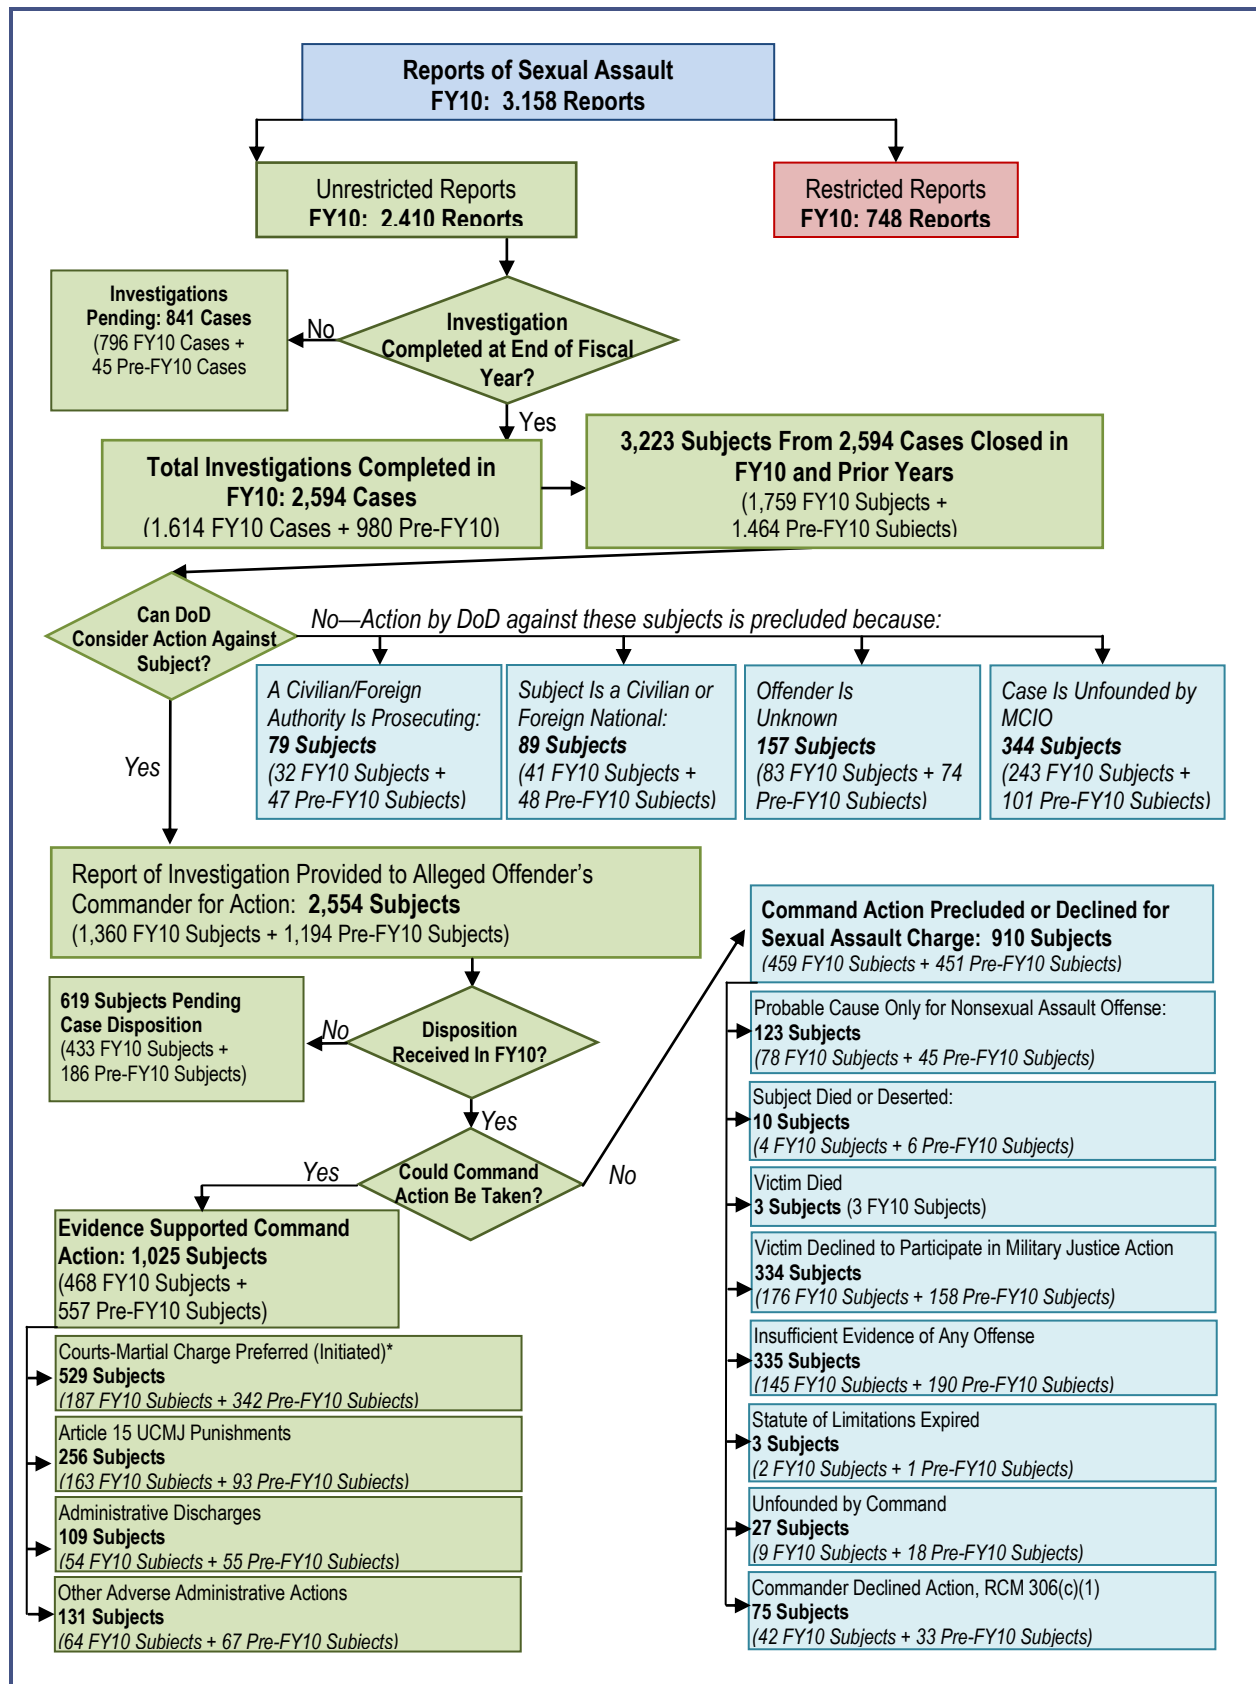 Reports of Sexual Assault
FY10: 3,158 Reports
Unrestricted Reports
FY10: 2,410 Reports
Restricted Reports
FY10: 748 Reports
Investigations
Pending: 841 Cases
(796 FY10 Cases +
45 Pre-FY10 Cases
No
Investigation
Completed at End of Fiscal
Year?
Yes
Total Investigations Completed in
FY10: 2,594 Cases
(1,614 FY10 Cases + 980 Pre-FY10)
3,223 Subjects From 2,594 Cases Closed in
FY10 and Prior Years
(1,759 FY10 Subjects +
1,464 Pre-FY10 Subjects)
Can DoD
Consider Action Against
Subject?
No—Action by DoD against these subjects is precluded because:
A Civilian/Foreign
Authority Is Prosecuting:
79 Subjects
(32 FY10 Subjects +
47 Pre-FY10 Subjects)
Subject Is a Civilian or
Foreign National:
89 Subjects
(41 FY10 Subjects +
48 Pre-FY10 Subjects)
Offender Is
Unknown
157 Subjects
(83 FY10 Subjects + 74
Pre-FY10 Subjects)
Case Is Unfounded by
MCIO
344 Subjects
(243 FY10 Subjects +
101 Pre-FY10 Subjects)
Yes
Report of Investigation Provided to Alleged Offender’s
Commander for Action: 2,554 Subjects
(1,360 FY10 Subjects + 1,194 Pre-FY10 Subjects)
619 Subjects Pending
Case Disposition
(433 FY10 Subjects +
186 Pre-FY10 Subjects)
No
Disposition
Received In FY10?
Yes
Could Command
Action Be Taken?
Yes
No
Evidence Supported Command
Action: 1,025 Subjects
(468 FY10 Subjects +
557 Pre-FY10 Subjects)
Courts-Martial Charge Preferred (Initiated)*
529 Subjects
(187 FY10 Subjects + 342 Pre-FY10 Subjects)
Article 15 UCMJ Punishments
256 Subjects
(163 FY10 Subjects + 93 Pre-FY10 Subjects)
Administrative Discharges
109 Subjects
(54 FY10 Subjects + 55 Pre-FY10 Subjects)
Other Adverse Administrative Actions
131 Subjects
(64 FY10 Subjects + 67 Pre-FY10 Subjects)
Command Action Precluded or Declined for
Sexual Assault Charge: 910 Subjects
(459 FY10 Subjects + 451 Pre-FY10 Subjects)
Probable Cause Only for Nonsexual Assault Offense:
123 Subjects
(78 FY10 Subjects + 45 Pre-FY10 Subjects)
Subject Died or Deserted:
10 Subjects
(4 FY10 Subjects + 6 Pre-FY10 Subjects)
Victim Died
3 Subjects (3 FY10 Subjects)
Victim Declined to Participate in Military Justice Action
334 Subjects
(176 FY10 Subjects + 158 Pre-FY10 Subjects)
Insufficient Evidence of Any Offense
335 Subjects
(145 FY10 Subjects + 190 Pre-FY10 Subjects)
Statute of Limitations Expired
3 Subjects
(2 FY10 Subjects + 1 Pre-FY10 Subjects)
Unfounded by Command
27 Subjects
(9 FY10 Subjects + 18 Pre-FY10 Subjects)
Commander Declined Action, RCM 306(c)(1)
75 Subjects
(42 FY10 Subjects + 33 Pre-FY10 Subjects)